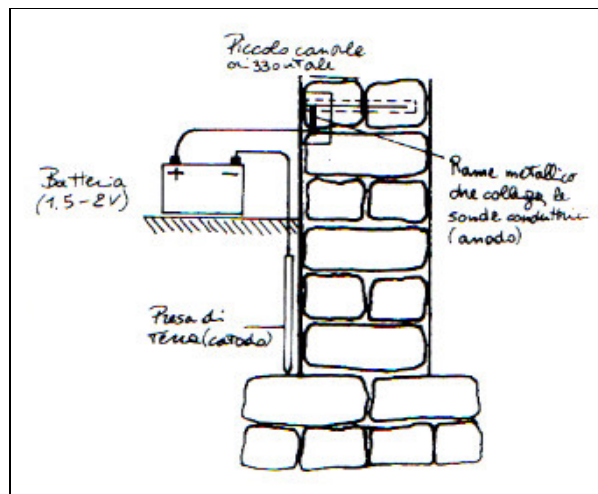 Piccolo canale
orizzontale
+ −
Batteria
(1.5-2V)
Rame metallico
che collega le
sonde conduttrici
(anodo)
Presa di
Terra (catodo)